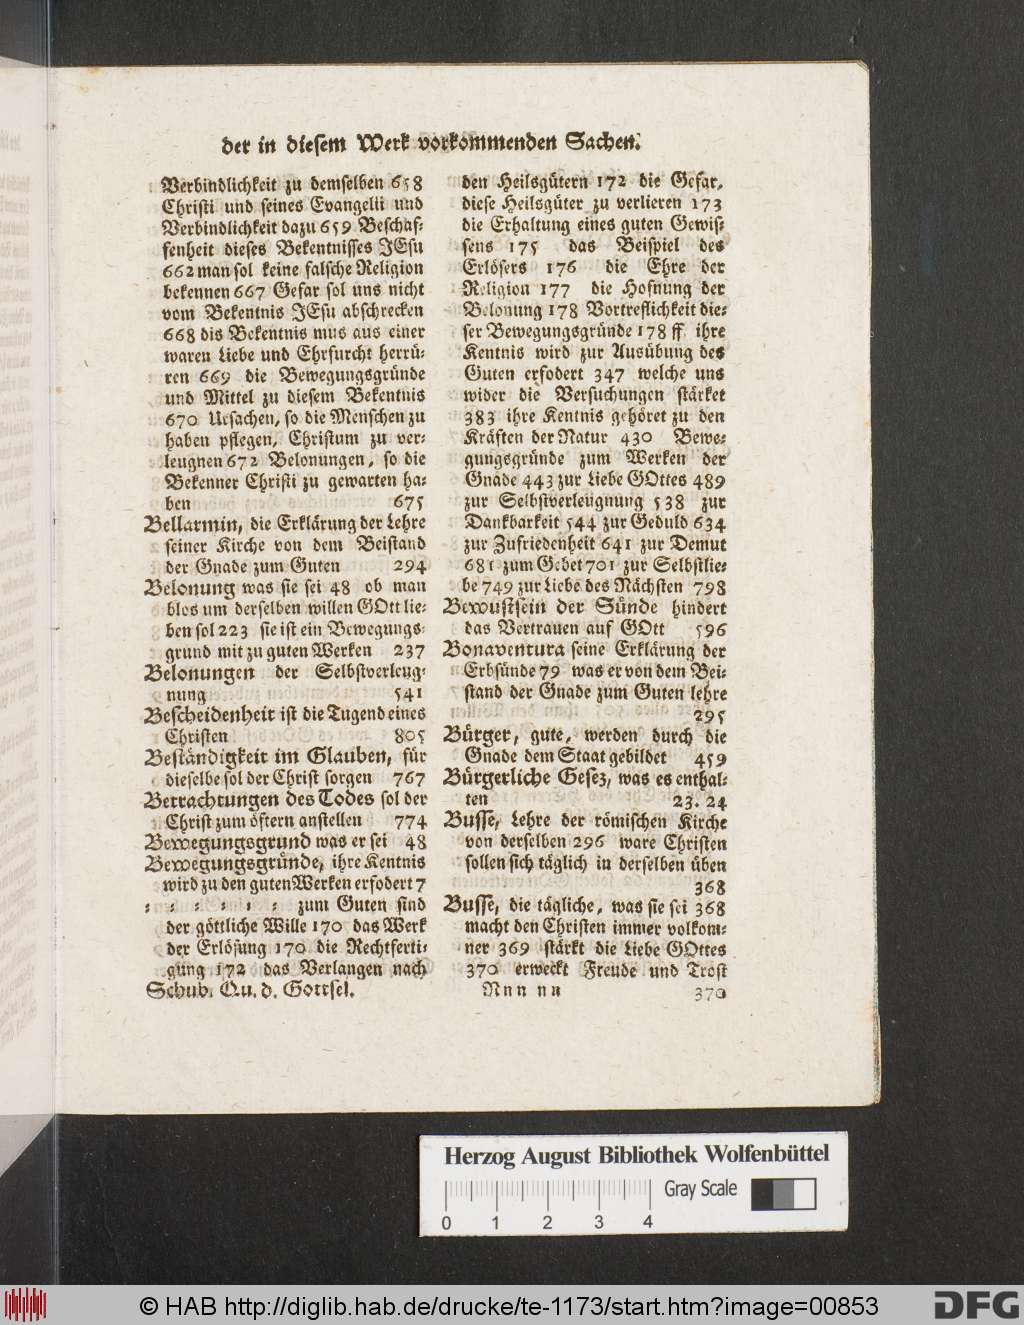 der in diesem Werk vorkommenden Sachen.
Verbindlichkeit zu demselben 658
Christi und seines Evangelii und
Verbindlichkeit dazu 659 Beschaf-
fenheit dieses Bekentnisses JEsu
662 man sol keine falsche Religion
bekennen 667 Gefar sol uns nicht
vom Bekentnis JEsu abschrecken
668 dis Bekentnis mus aus einer
waren Liebe und Ehrfurcht herrü-
ren 669 die Bewegungsgründe
und Mittel zu diesem Bekentnis
670 Ursachen, so die Menschen zu
haben pflegen, Christum zu ver-
leugnen 672 Belonungen, so die
Bekenner Christi zu gewarten ha-
ben 675
Bellarmin, die Erklärung der Lehre
seiner Kirche von dem Beistand
der Gnade zum Guten 294
Belonung was sie sei 48 ob man
blos um derselben willen GOtt lie-
ben sol 223 sie ist ein Bewegungs-
grund mit zu guten Werken 237
Belonungen der Selbstverleug-
nung 541
Bescheidenheit ist die Tugend eines
Christen 805
Beständigkeit im Glauben, für
dieselbe sol der Christ sorgen 767
Betrachtungen des Todes sol der
Christ zum öftern anstellen 774
Bewegungsgrund was er sei 48
Bewegungsgründe, ihre Kentnis
wird zu den guten Werken erfodert 7
- - - - - - zum Guten sind
der göttliche Wille 170 das Werk
der Erlösung 170 die Rechtferti-
gung 172 das Verlangen nach
Schub. Qu. d. Gottsel.
den Heilsgütern 172 die Gefar,
diese Heilsgüter zu verlieren 173
die Erhaltung eines guten Gewis-
sens 175 das Beispiel des
Erlösers 176 die Ehre der
Religion 177 die Hofnung der
Belonung 178 Vortreflichkeit die-
ser Bewegungsgründe 178 ff ihre
Kentnis wird zur Ausübung des
Guten erfodert 347 welche uns
wider die Versuchungen stärket
383 ihre Kentnis gehöret zu den
Kräften der Natur 430 Bewe-
gungsgründe zum Werken der
Gnade 443 zur Liebe GOttes 489
zur Selbstverleugnung 538 zur
Dankbarkeit 544 zur Geduld 634
zur Zufriedenheit 641 zur Demut
681 zum Gebet 701 zur Selbstlie-
be 749 zur Liebe des Nächsten 798
Bewustsein der Sünde hindert
das Vertrauen auf GOtt 596
Bonaventura seine Erklärung der
Erbsünde 79 was er von dem Bei-
stand der Gnade zum Guten lehre
295
Bürger, gute, werden durch die
Gnade dem Staat gebildet 459
Bürgerliche Gesez, was es enthal-
ten 23. 24
Busse, Lehre der römischen Kirche
von derselben 296 ware Christen
sollen sich täglich in derselben üben
368
Busse, die tägliche, was sie sei 368
macht den Christen immer volkom-
ner 369 stärkt die Liebe GOttes
370 erweckt Freude und Trost
Nnn nn 370
Herzog August Bibliothek Wolfenbüttel
Gray Scale
0 1 2 3 4
© HAB http://diglib.hab.de/drucke/te-1173/start.htm?image=00853
DFG